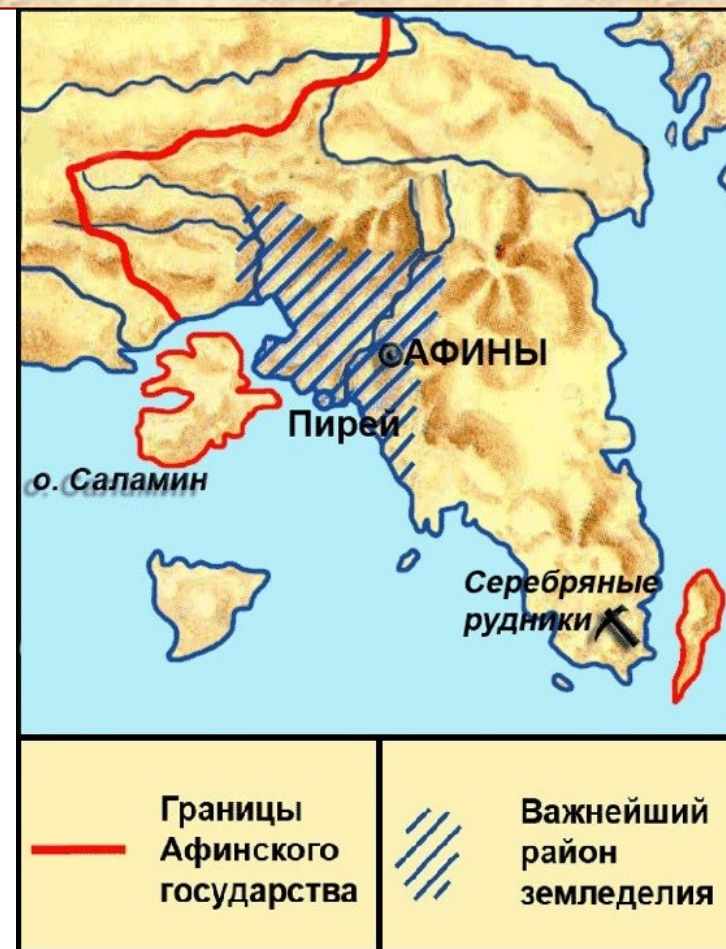 АФИНЫ
Пирей
о. Саламин
Серебряные
рудники
Границы
Афинского
государства
Важнейший
район
земледелия